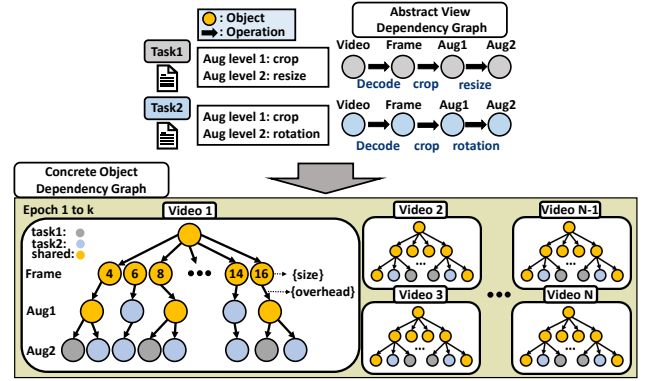 : Object
: Operation
Abstract View
Dependency Graph
Task1
Aug level 1: crop
Aug level 2: resize
Video Frame Aug1 Aug2
Decode crop resize
Task2
Aug level 1: crop
Aug level 2: rotation
Video Frame Aug1 Aug2
Decode crop rotation
Concrete Object
Dependency Graph
Epoch 1 to k
Video 1
task1:
task2:
shared:
Frame
4 6 8 ••• 14 16
{size}
{overhead}
Aug1
Aug2
Video 2
...
Video 3
...
•••
Video N-1
...
Video N
...